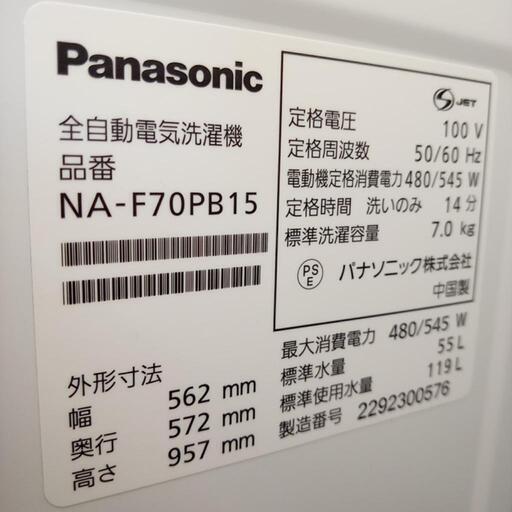 Panasonic
全自動電気洗濯機
品番
NA-F70PB15
外形寸法
幅 562 mm
奥行 572 mm
高さ 957 mm
JET
定格電圧 100 V
定格周波数 50/60 Hz
電動機定格消費電力 480/545 W
定格時間 洗いのみ 14 分
標準洗濯容量 7.0 kg
PSE パナソニック株式会社
中国製
最大消費電力 480/545 W
標準水量 55 L
標準使用水量 119 L
製造番号 2292300576